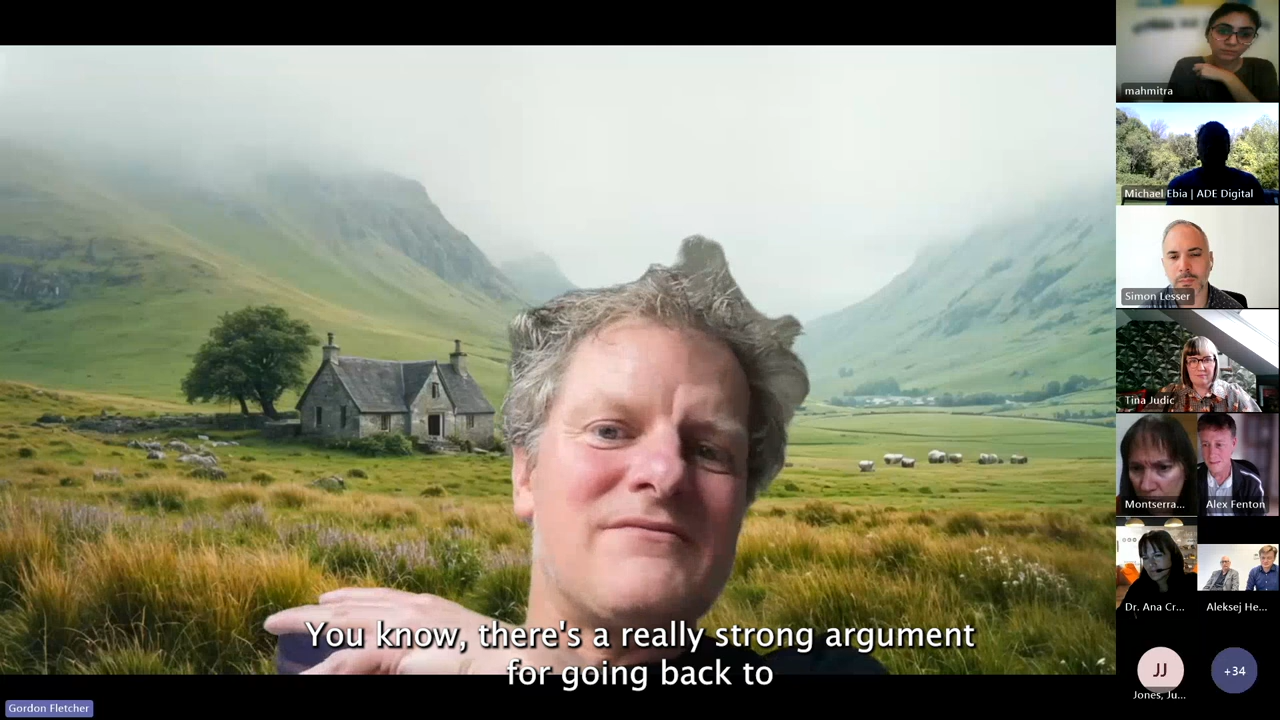 mahmitra
Michael Ebia | ADE Digital
Simon Lesser
Tina Judic
Montserra...
Alex Fenton
Dr. Ana Cr...
Aleksej He...
JJ
+34
Jones, Ju...
You know, there's a really strong argument
for going back to
Gordon Fletcher